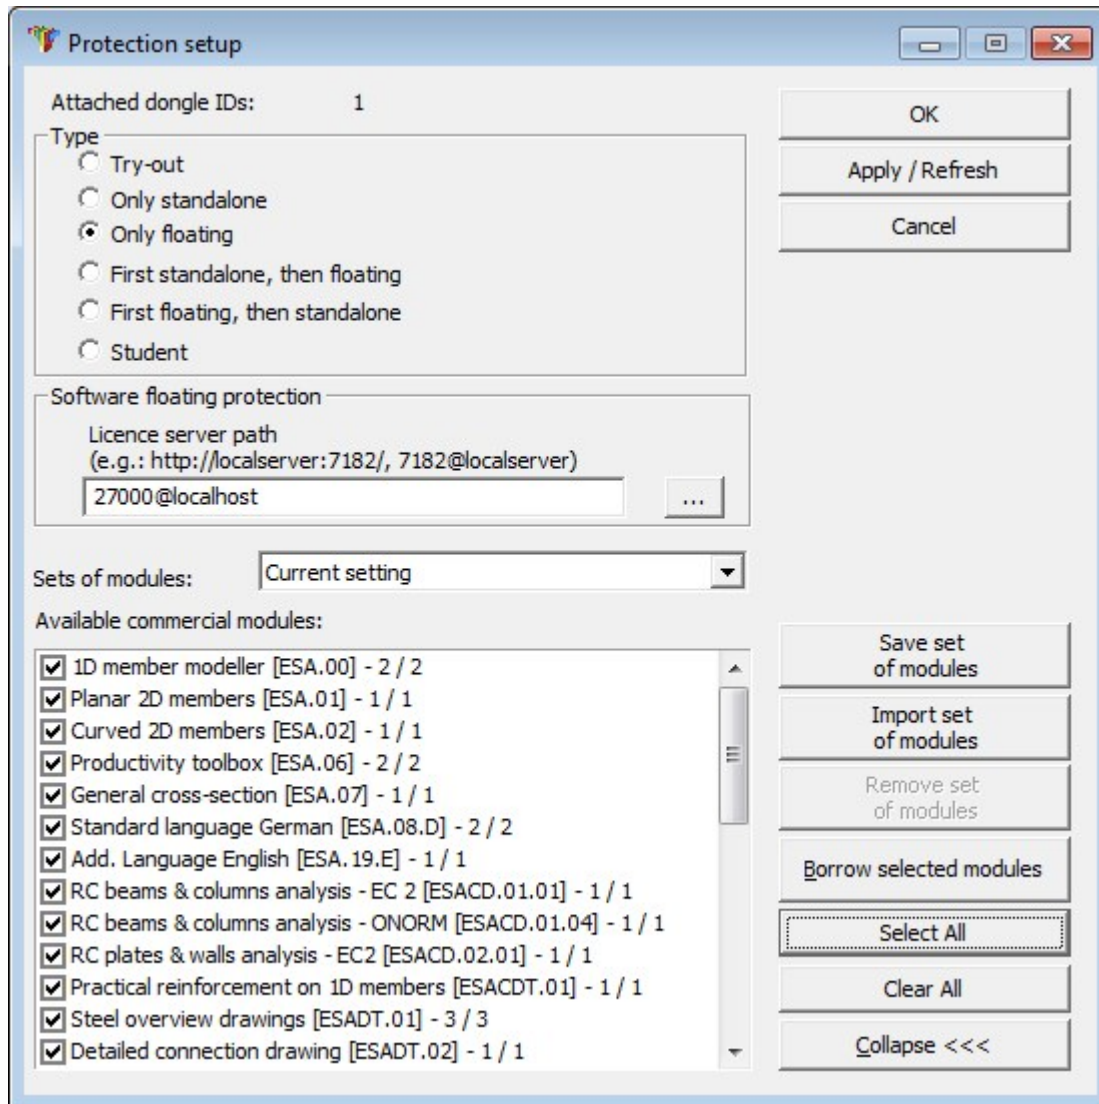 Protection setup
Attached dongle IDs: 1
Type
Try-out
Only standalone
Only floating
First standalone, then floating
First floating, then standalone
Student
OK
Apply / Refresh
Cancel
Software floating protection
Licence server path
(e.g.: http://localserver:7182/, 7182@localserver)
27000@localhost
...
Sets of modules: Current setting
Available commercial modules:
1D member modeller [ESA.00] - 2 / 2
Planar 2D members [ESA.01] - 1 / 1
Curved 2D members [ESA.02] - 1 / 1
Productivity toolbox [ESA.06] - 2 / 2
General cross-section [ESA.07] - 1 / 1
Standard language German [ESA.08.D] - 2 / 2
Add. Language English [ESA.19.E] - 1 / 1
RC beams & columns analysis - EC 2 [ESACD.01.01] - 1 / 1
RC beams & columns analysis - ONORM [ESACD.01.04] - 1 / 1
RC plates & walls analysis - EC2 [ESACD.02.01] - 1 / 1
Practical reinforcement on 1D members [ESACDT.01] - 1 / 1
Steel overview drawings [ESADT.01] - 3 / 3
Detailed connection drawing [ESADT.02] - 1 / 1
Save set
of modules
Import set
of modules
Remove set
of modules
Borrow selected modules
Select All
Clear All
Collapse <<<